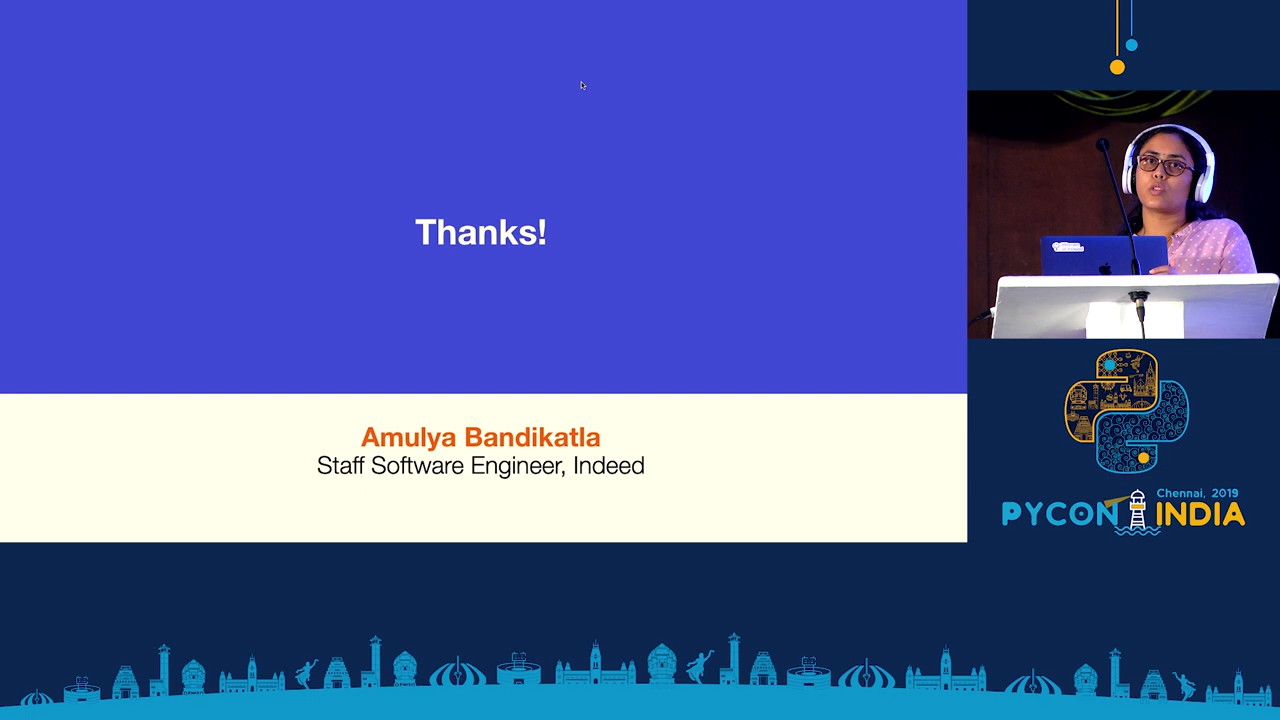 Thanks!
Amulya Bandikatla
Staff Software Engineer, Indeed
Chennai, 2019
PYCON INDIA